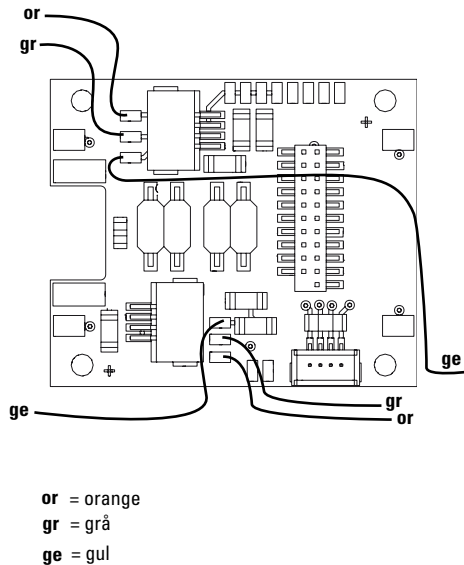 or
gr
ge
ge
gr
or
or = orange
gr = grå
ge = gul